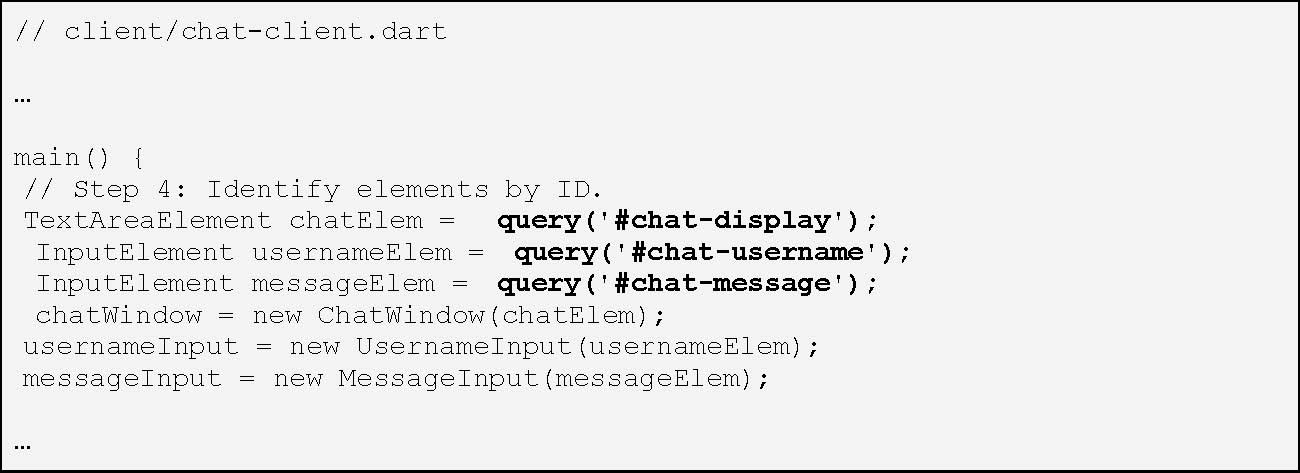 // client/chat-client.dart
…
main() {
// Step 4: Identify elements by ID.
TextAreaElement chatElem = query('#chat-display');
InputElement usernameElem = query('#chat-username');
InputElement messageElem = query('#chat-message');
chatWindow = new ChatWindow(chatElem);
usernameInput = new UsernameInput(usernameElem);
messageInput = new MessageInput(messageElem);
…